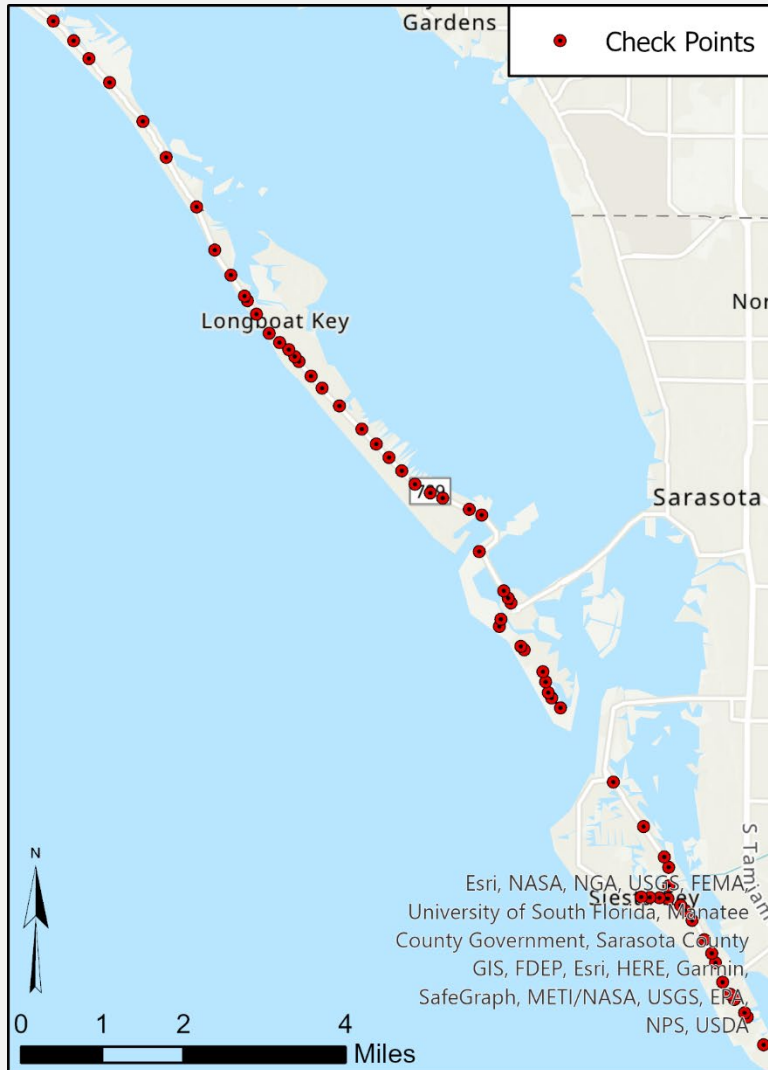 Gardens
Check Points
Nor
Longboat Key
Sarasota
S Tamiam
Siesta Key
Esri, NASA, NGA, USGS, FEMA,
University of South Florida, Manatee
County Government, Sarasota County
GIS, FDEP, Esri, HERE, Garmin,
SafeGraph, METI/NASA, USGS, EPA,
NPS, USDA
N
0 1 2 4
Miles